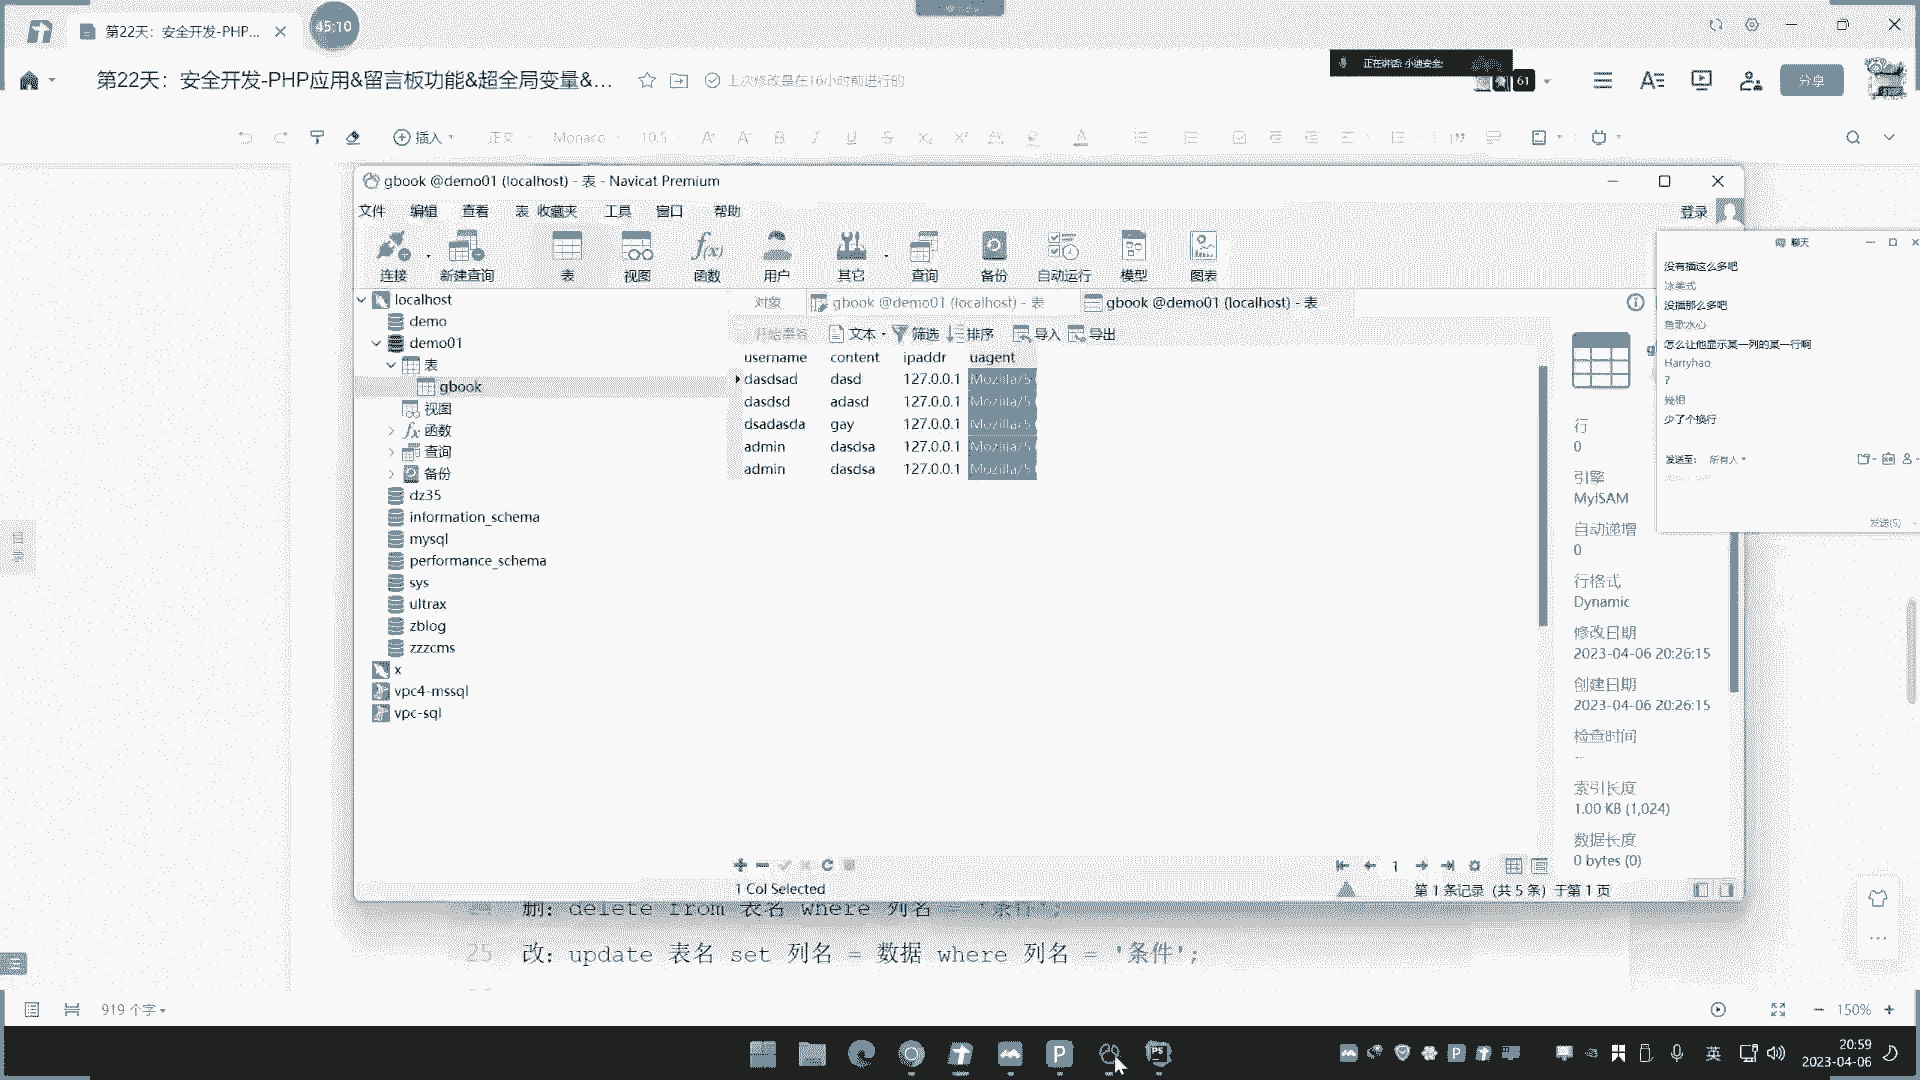 第22天：安全开发-PHP...
45:10
第22天：安全开发-PHP应用&留言板功能&超全局变量&...
上次修改是在16小时前进行的
正在讲话: 小迪安全:
61
分享
插入
正文
Monaco
10.5
gbook @demo01 (localhost) - 表 - Navicat Premium
文件 编辑 查看 表 收藏夹 工具 窗口 帮助
登录
连接 新建查询 表 视图 函数 用户 其它 查询 备份 自动运行 模型 图表
localhost
demo
demo01
表
gbook
视图
函数
查询
备份
dz35
information_schema
mysql
performance_schema
sys
ultrax
zblog
zzzcms
x
vpc4-mssql
vpc-sql
对象 gbook @demo01 (localhost) - 表 gbook @demo01 (localhost) - 表
开始事务 文本 筛选 排序 导入 导出
username content ipaddr uagent
dasdsad dasd 127.0.0.1 Mozilla/5
dasdsd adasd 127.0.0.1 Mozilla/5
dsadasda gay 127.0.0.1 Mozilla/5
admin dasdsa 127.0.0.1 Mozilla/5
admin dasdsa 127.0.0.1 Mozilla/5
1
1 Col Selected
第 1 条记录 (共 5 条) 于第 1 页
行
0
引擎
MyISAM
自动递增
0
行格式
Dynamic
修改日期
2023-04-06 20:26:15
创建日期
2023-04-06 20:26:15
检查时间
--
索引长度
1.00 KB (1,024)
数据长度
0 bytes (0)
聊天
没有插这么多吧
冰美式
没插那么多吧
鱼歌水心
怎么让他显示某一列的某一行啊
Harryhao
?
少了个换行
发送至: 所有人
发送(S)
目录
24 删: delete from 表名 where 列名 = '条件';
25 改: update 表名 set 列名 = 数据 where 列名 = '条件';
919 个字
150%
英
20:59
2023-04-06